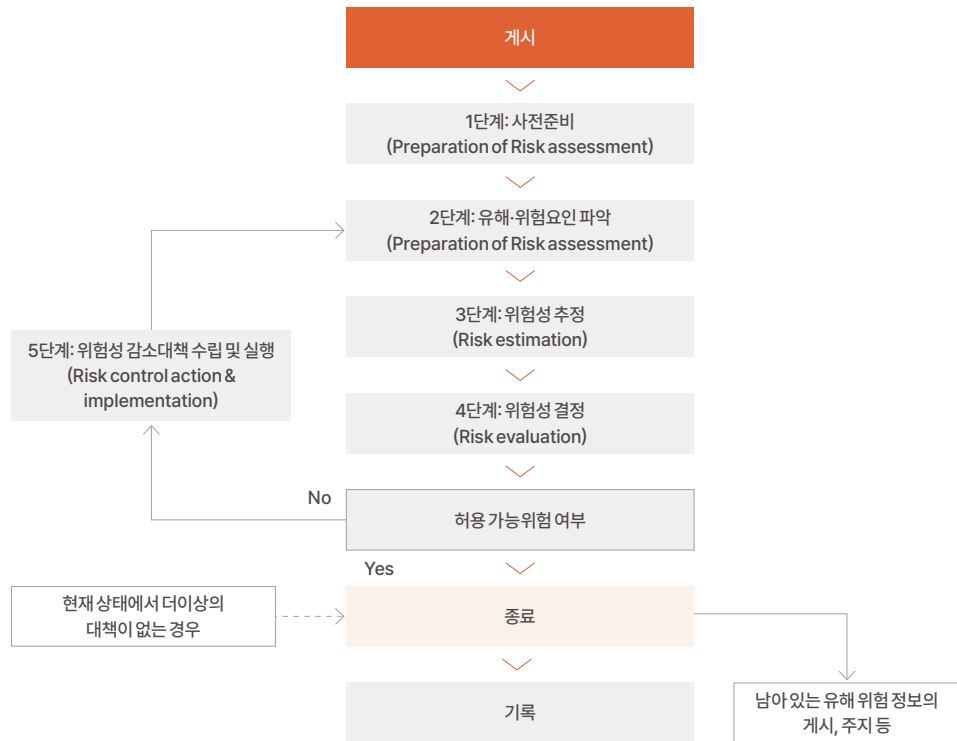 게시
1단계: 사전준비
(Preparation of Risk assessment)
2단계: 유해·위험요인 파악
(Preparation of Risk assessment)
3단계: 위험성 추정
(Risk estimation)
5단계: 위험성 감소대책 수립 및 실행
(Risk control action &
implementation)
4단계: 위험성 결정
(Risk evaluation)
No
허용 가능위험 여부
Yes
현재 상태에서 더이상의
대책이 없는 경우
종료
기록
남아 있는 유해 위험 정보의
게시, 주지 등